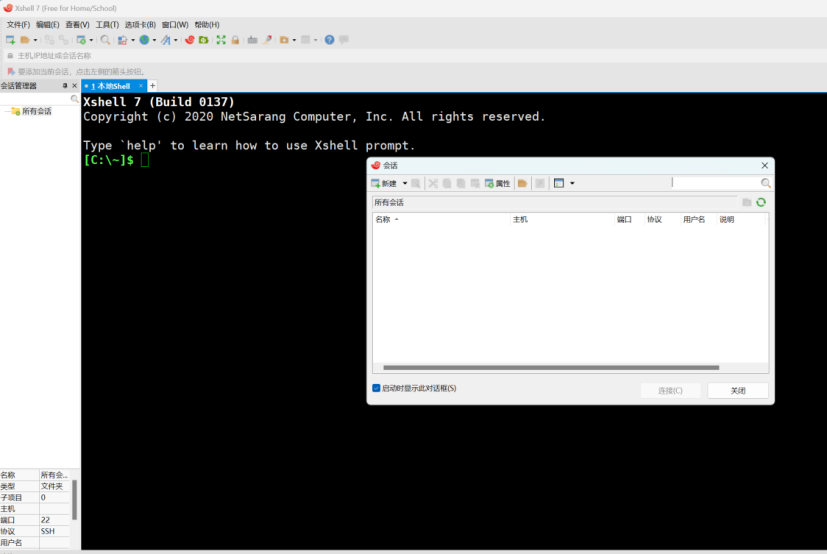 Xshell 7 (Free for Home/School)
文件(F) 编辑(E) 查看(V) 工具(T) 选项卡(B) 窗口(W) 帮助(H)
主机,IP地址或会话名称
要添加当前会话，点击左侧的箭头按钮。
会话管理器
1 本地Shell
所有会话
Xshell 7 (Build 0137)
Copyright (c) 2020 NetSarang Computer, Inc. All rights reserved.
Type `help' to learn how to use Xshell prompt.
[C:\~]$
会话
新建 属性
所有会话
名称 主机 端口 协议 用户名 说明
启动时显示此对话框(S)
连接(C) 关闭
名称 所有会...
类型 文件夹
子项目 0
主机
端口 22
协议 SSH
用户名